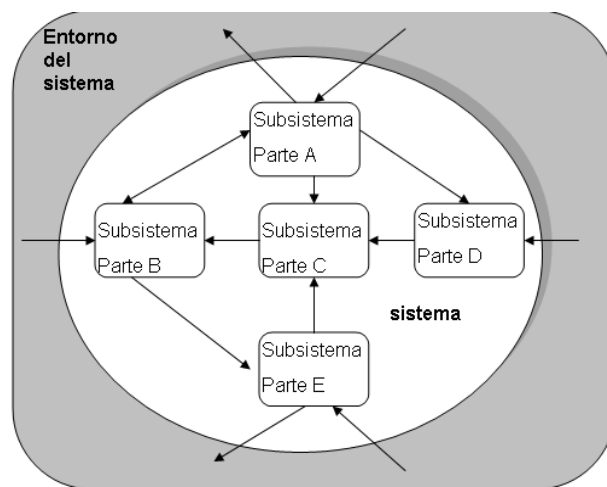 Entorno
del
sistema
Subsistema
Parte A
Subsistema
Parte B
Subsistema
Parte C
Subsistema
Parte D
sistema
Subsistema
Parte E